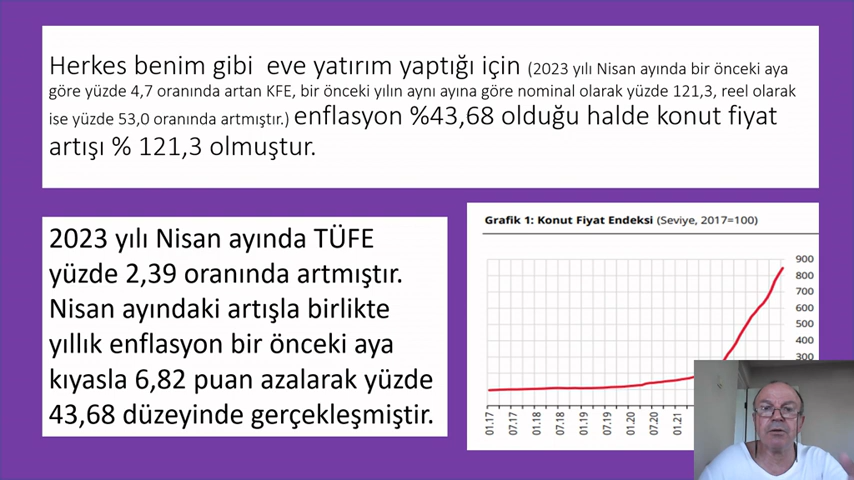 Herkes benim gibi eve yatırım yaptığı için (2023 yılı Nisan ayında bir önceki aya
göre yüzde 4,7 oranında artan KFE, bir önceki yılın aynı ayına göre nominal olarak yüzde 121,3, reel olarak
ise yüzde 53,0 oranında artmıştır.) enflasyon %43,68 olduğu halde konut fiyat
artışı % 121,3 olmuştur.
2023 yılı Nisan ayında TÜFE
yüzde 2,39 oranında artmıştır.
Nisan ayındaki artışla birlikte
yıllık enflasyon bir önceki aya
kıyasla 6,82 puan azalarak yüzde
43,68 düzeyinde gerçekleşmiştir.
Grafik 1: Konut Fiyat Endeksi (Seviye, 2017=100)
900
800
700
600
500
400
300
01.17
07.17
01.18
07.18
01.19
07.19
01.20
07.20
01.21